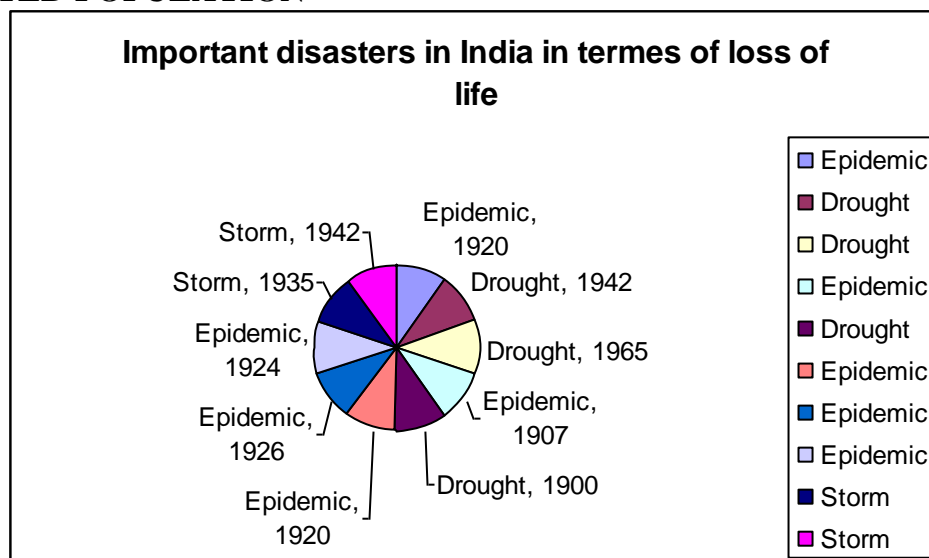 Important disasters in India in termes of loss of
life
Epidemic,
1920
Drought, 1942
Drought, 1965
Epidemic,
1907
Drought, 1900
Epidemic,
1920
Epidemic,
1926
Epidemic,
1924
Storm, 1935
Storm, 1942
Epidemic
Drought
Drought
Epidemic
Drought
Epidemic
Epidemic
Epidemic
Storm
Storm